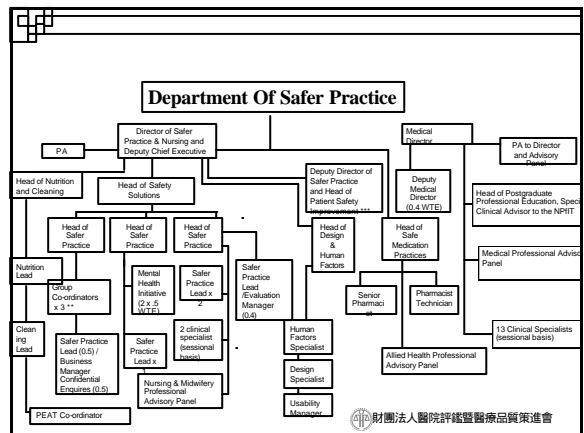 Department Of Safer Practice
Director of Safer
Practice & Nursing and
Deputy Chief Executive
Medical
Director
PA
PA to Director
and Advisory
Panel
Head of Nutrition
and Cleaning
Head of Safety
Solutions
Deputy Director of
Safer Practice
and Head of
Patient Safety
Improvement ***
Deputy
Medical
Director
(0.4 WTE)
Head of Postgraduate
Professional Education, Speci
Clinical Advisor to the NPfIT
Head of
Safer
Practice
Head of
Safer
Practice
Head of
Safer
Practice
Head of
Design
&
Human
Factors
Head of
Safe
Medication
Practices
Nutrition
Lead
Group
Co-ordinators
x 3 **
Mental
Health
Initiative
(2 x .5
WTE)
Safer
Practice
Lead x
2
Safer
Practice
Lead
/Evaluation
Manager
(0.4)
Medical Professional Advisor
Panel
Senior
Pharmaci
st
Pharmacist
Technician
Clean
ing
Lead
Safer Practice
Lead (0.5) /
Business
Manager
Confidential
Enquires (0.5)
Safer
Practice
Lead x
1
2 clinical
specialist
(sessional
basis)
Human
Factors
Specialist
13 Clinical Specialists
(sessional basis)
Allied Health Professional
Advisory Panel
Nursing & Midwifery
Professional
Advisory Panel
Design
Specialist
Usability
Manager
PEAT Co-ordinator
財團法人醫院評鑑暨醫療品質策進會